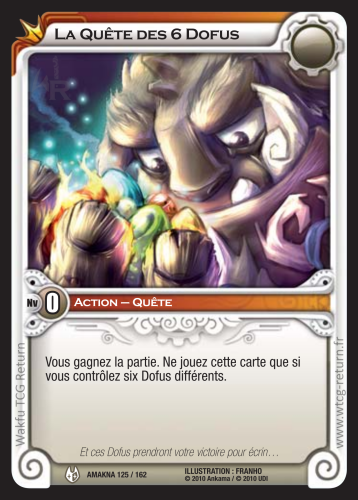 La Quête des 6 Dofus
Nv 0 Action – Quête
Vous gagnez la partie. Ne jouez cette carte que si
vous contrôlez six Dofus différents.
Et ces Dofus prendront votre victoire pour écrin...
AMAKNA 125 / 162
ILLUSTRATION : FRANHO
© 2010 Ankama / © 2010 UDI
Wakfu TCG Return
www.wtcg-return.fr